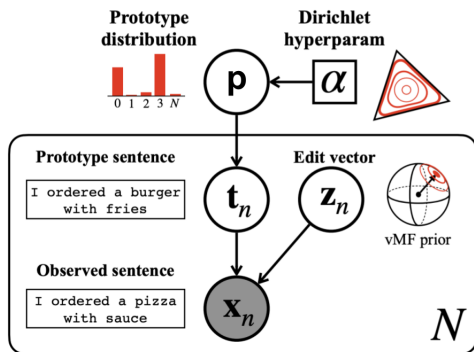 Prototype
distribution
Dirichlet
hyperparam
p
α
0 1 2 3 N
Prototype sentence
Edit vector
I ordered a burger
with fries
t_n
z_n
vMF prior
Observed sentence
I ordered a pizza
with sauce
x_n
N